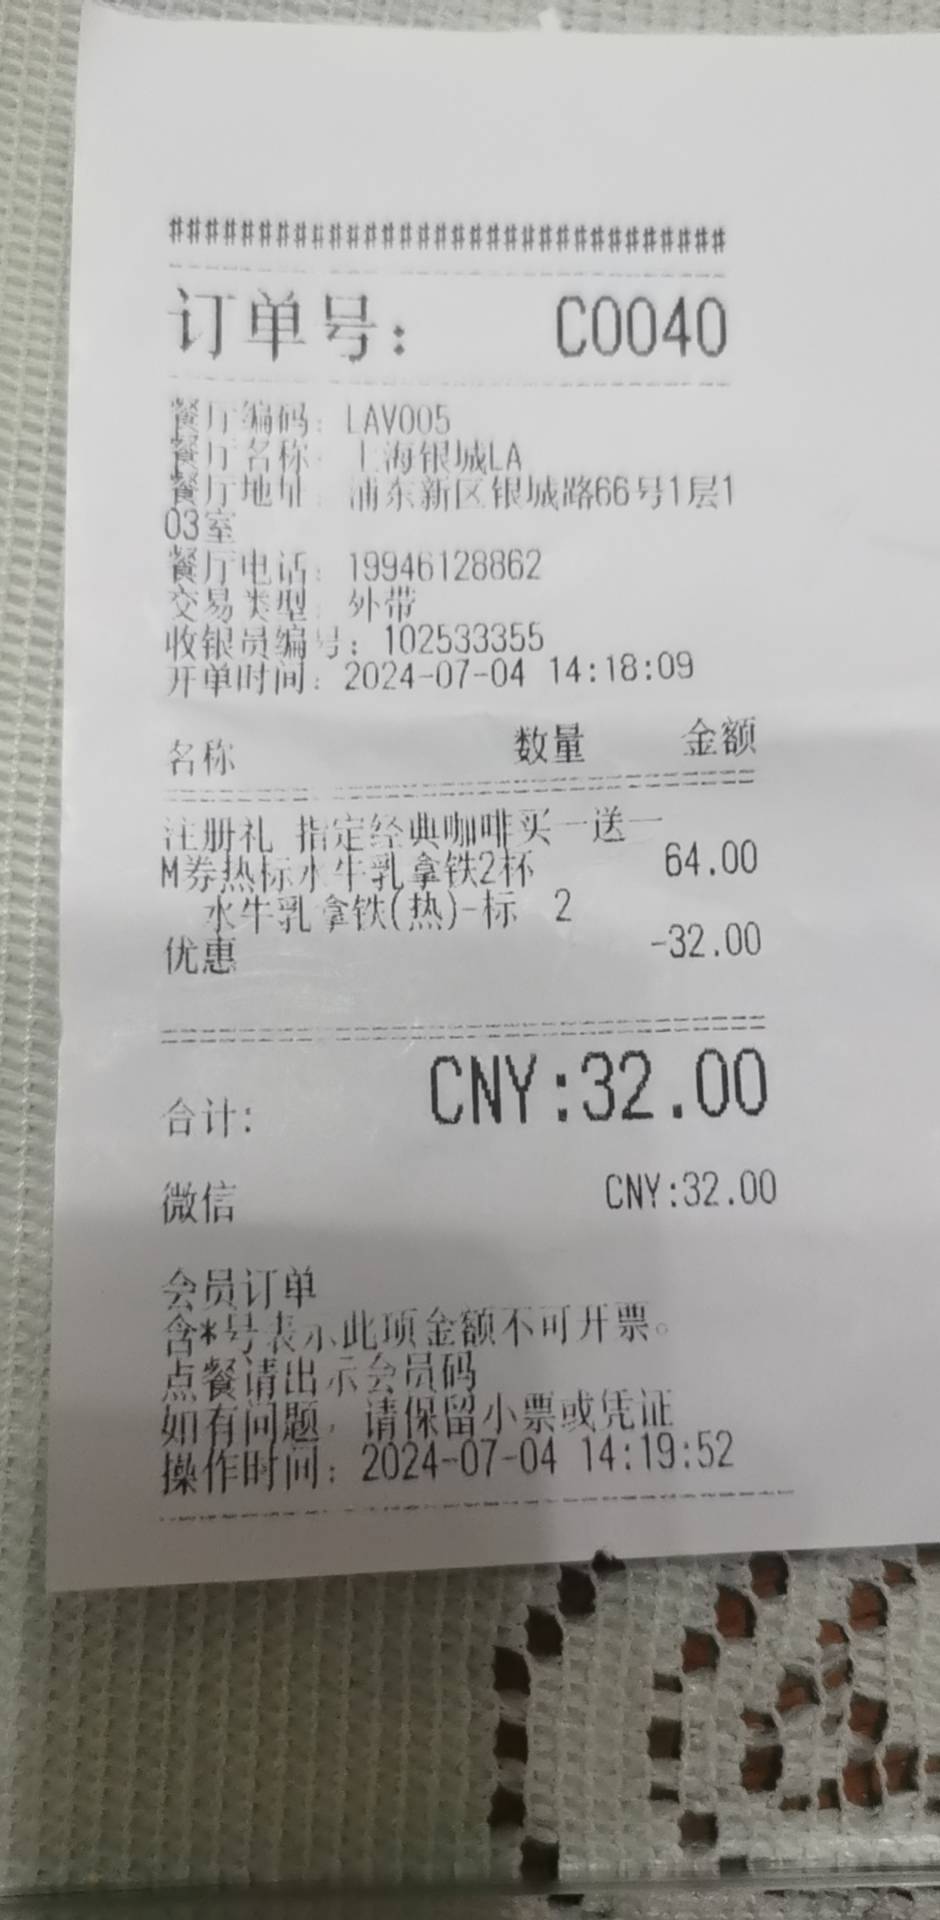 ################################
订单号: C0040
餐厅编码: LAV005
餐厅名称: 上海银城LA
餐厅地址: 浦东新区银城路66号1层1
03室
餐厅电话: 19946128862
交易类型: 外带
收银员编号: 102533355
开单时间: 2024-07-04 14:18:09
名称 数量 金额
注册礼 指定经典咖啡买一送一
M券热标水牛乳拿铁2杯 64.00
水牛乳拿铁(热)-标 2
优惠 -32.00
合计: CNY:32.00
微信 CNY:32.00
会员订单
含*号表示此项金额不可开票。
点餐请出示会员码
如有问题, 请保留小票或凭证
操作时间: 2024-07-04 14:19:52